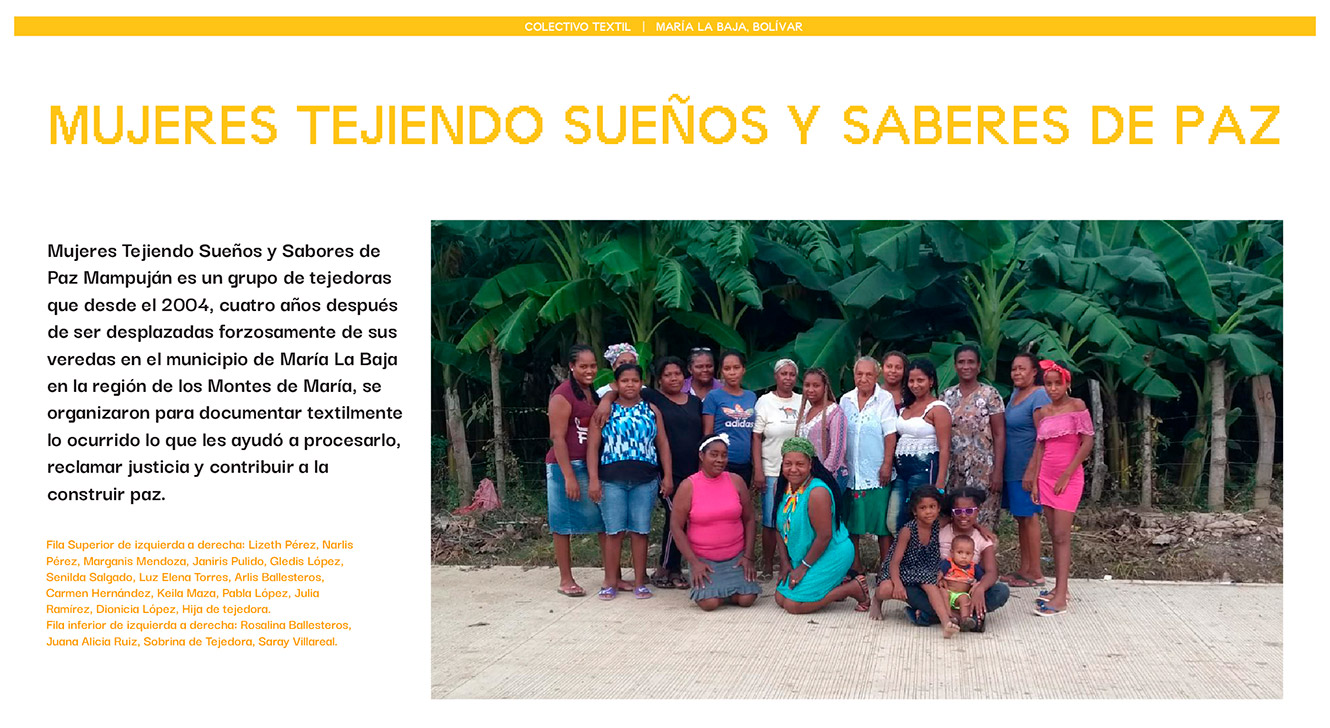 COLECTIVO TEXTIL | MARÍA LA BAJA, BOLÍVAR
MUJERES TEJIENDO SUEÑOS Y SABERES DE PAZ
Mujeres Tejiendo Sueños y Sabores de
Paz Mampuján es un grupo de tejedoras
que desde el 2004, cuatro años después
de ser desplazadas forzosamente de sus
veredas en el municipio de María La Baja
en la región de los Montes de María, se
organizaron para documentar textilmente
lo ocurrido lo que les ayudó a procesarlo,
reclamar justicia y contribuir a la
construir paz.
Fila Superior de izquierda a derecha: Lizeth Pérez, Narlis
Pérez, Marganis Mendoza, Janiris Pulido, Gledis López,
Senilda Salgado, Luz Elena Torres, Arlis Ballesteros,
Carmen Hernández, Keila Maza, Pabla López, Julia
Ramírez, Dionicia López, Hija de tejedora.
Fila inferior de izquierda a derecha: Rosalina Ballesteros,
Juana Alicia Ruiz, Sobrina de Tejedora, Saray Villareal.
adidas